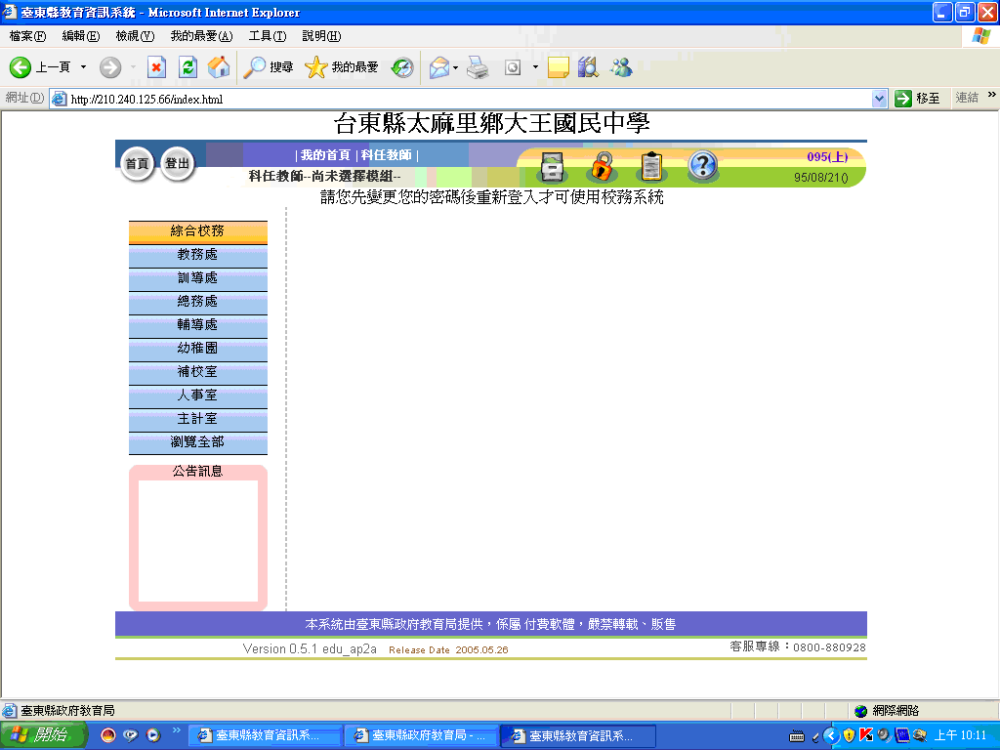 臺東縣教育資訊系統 - Microsoft Internet Explorer
檔案(F) 編輯(E) 檢視(V) 我的最愛(A) 工具(T) 說明(H)
上一頁 搜尋 我的最愛
網址(D) http://210.240.125.66/index.html 移至 連結 »
台東縣太麻里鄉大王國民中學
首頁 登出 | 我的首頁 | 科任教師 | 095(上)
科任教師--尚未選擇模組-- 95/08/21()
請您先變更您的密碼後重新登入才可使用校務系統
綜合校務
教務處
訓導處
總務處
輔導處
幼稚園
補校室
人事室
主計室
瀏覽全部
公告訊息
本系統由臺東縣政府教育局提供，係屬 付費軟體，嚴禁轉載、販售
Version 0.5.1 edu_ap2a Release Date 2005.05.26 客服專線：0800-880928
臺東縣政府教育局 網際網路
開始 » 臺東縣教育資訊系... 臺東縣政府教育局 - ... 臺東縣教育資訊系... 上午 10:11